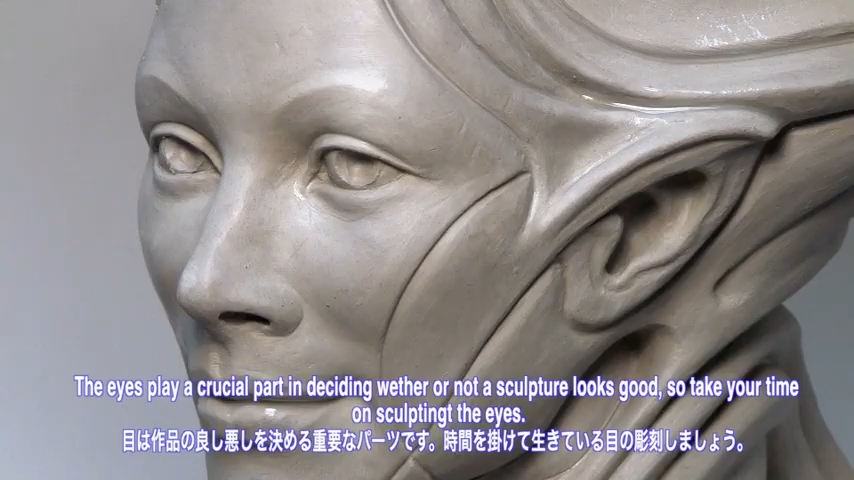 The eyes play a crucial part in deciding wether or not a sculpture looks good, so take your time
on sculptingt the eyes.
目は作品の良し悪しを決める重要なパーツです。時間を掛けて生きている目の彫刻しましょう。